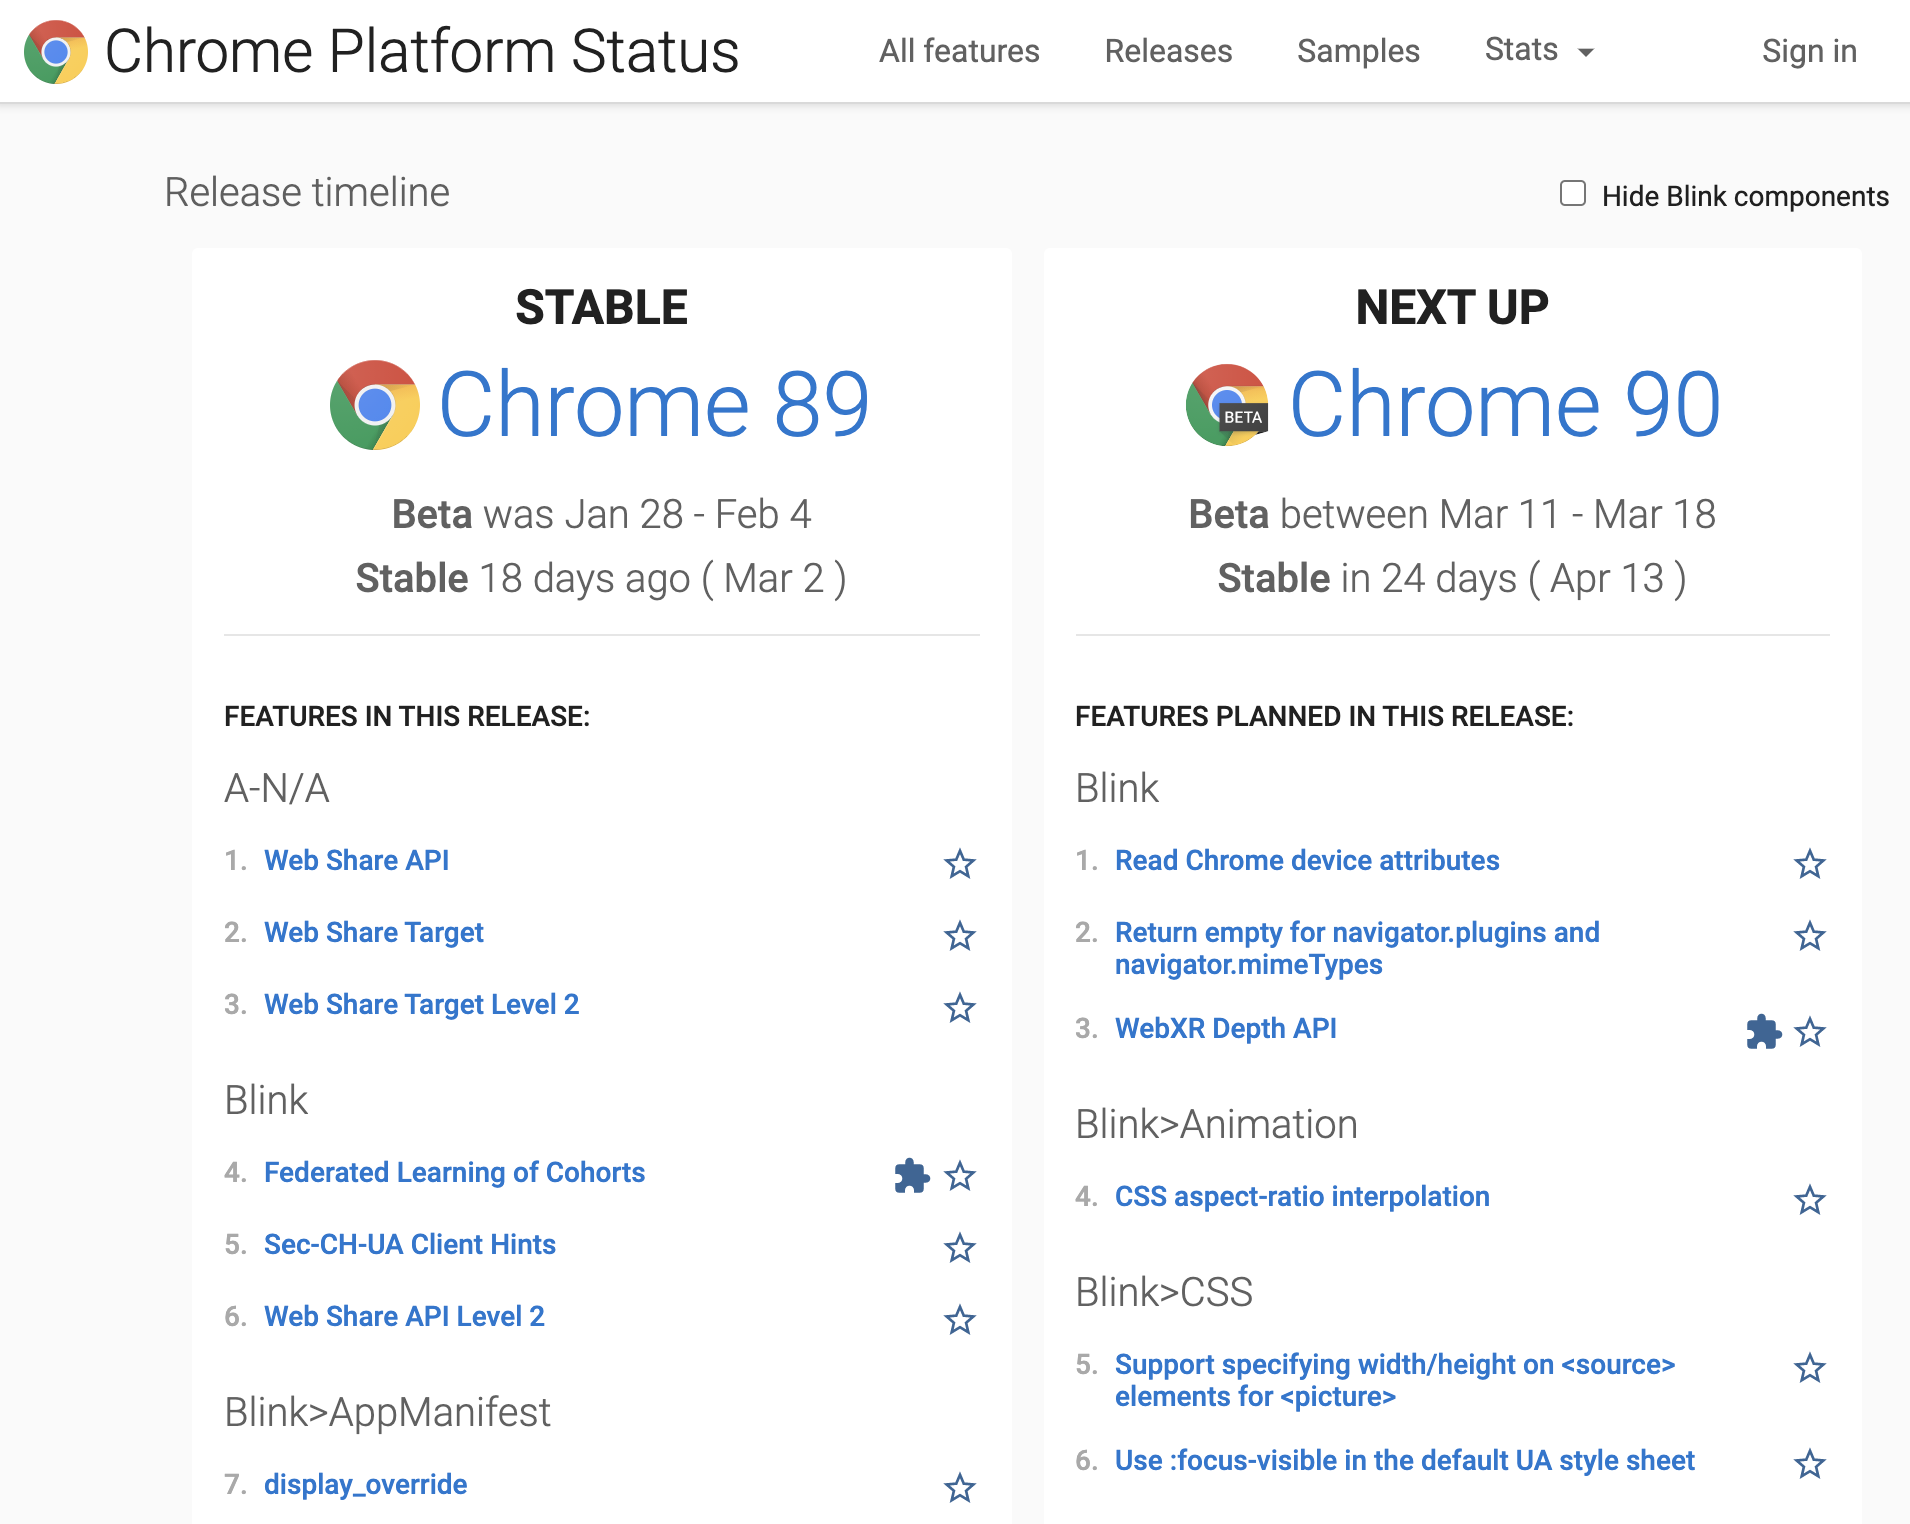 Chrome Platform Status
All features
Releases
Samples
Stats
Sign in
Release timeline
Hide Blink components
STABLE
Chrome 89
Beta was Jan 28 - Feb 4
Stable 18 days ago ( Mar 2 )
FEATURES IN THIS RELEASE:
A-N/A
1. Web Share API
2. Web Share Target
3. Web Share Target Level 2
Blink
4. Federated Learning of Cohorts
5. Sec-CH-UA Client Hints
6. Web Share API Level 2
Blink>AppManifest
7. display_override
NEXT UP
BETA
Chrome 90
Beta between Mar 11 - Mar 18
Stable in 24 days ( Apr 13 )
FEATURES PLANNED IN THIS RELEASE:
Blink
1. Read Chrome device attributes
2. Return empty for navigator.plugins and
navigator.mimeTypes
3. WebXR Depth API
Blink>Animation
4. CSS aspect-ratio interpolation
Blink>CSS
5. Support specifying width/height on <source>
elements for <picture>
6. Use :focus-visible in the default UA style sheet